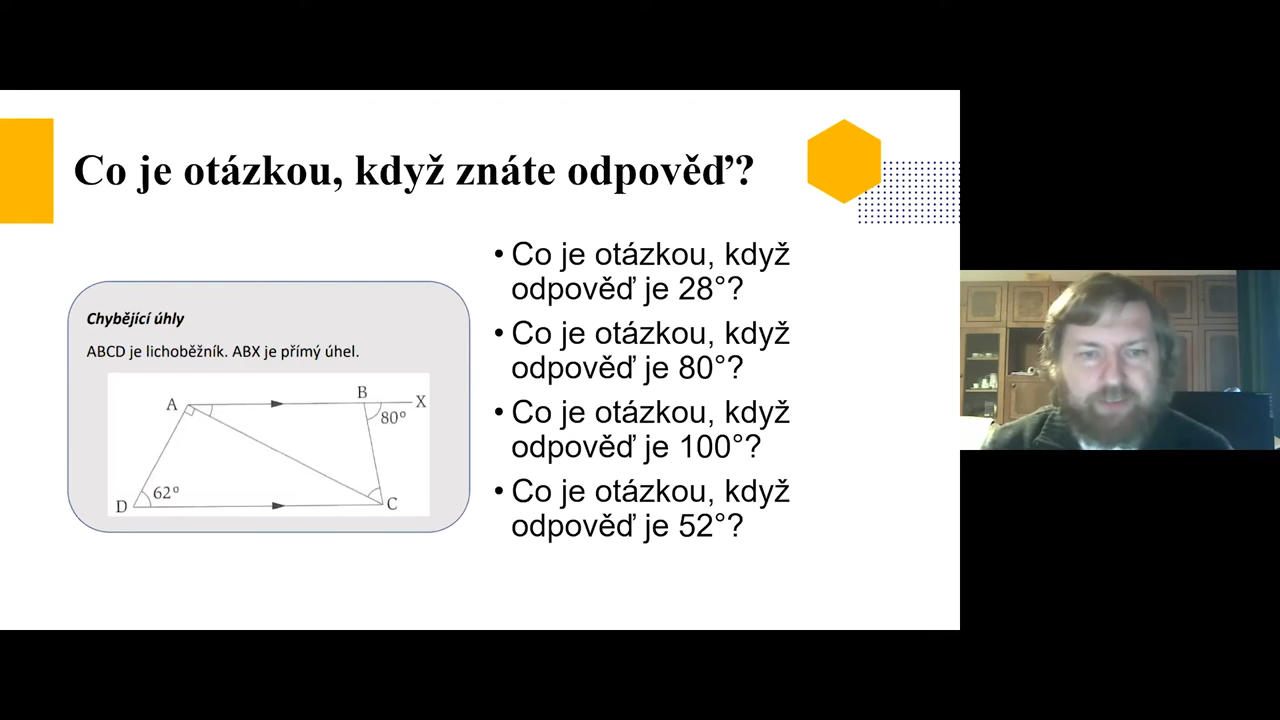 Co je otázkou, když znáte odpověď?
Chybějící úhly
ABCD je lichoběžník. ABX je přímý úhel.
A
B
X
80º
62º
D
C
• Co je otázkou, když
odpověď je 28°?
• Co je otázkou, když
odpověď je 80°?
• Co je otázkou, když
odpověď je 100°?
• Co je otázkou, když
odpověď je 52°?